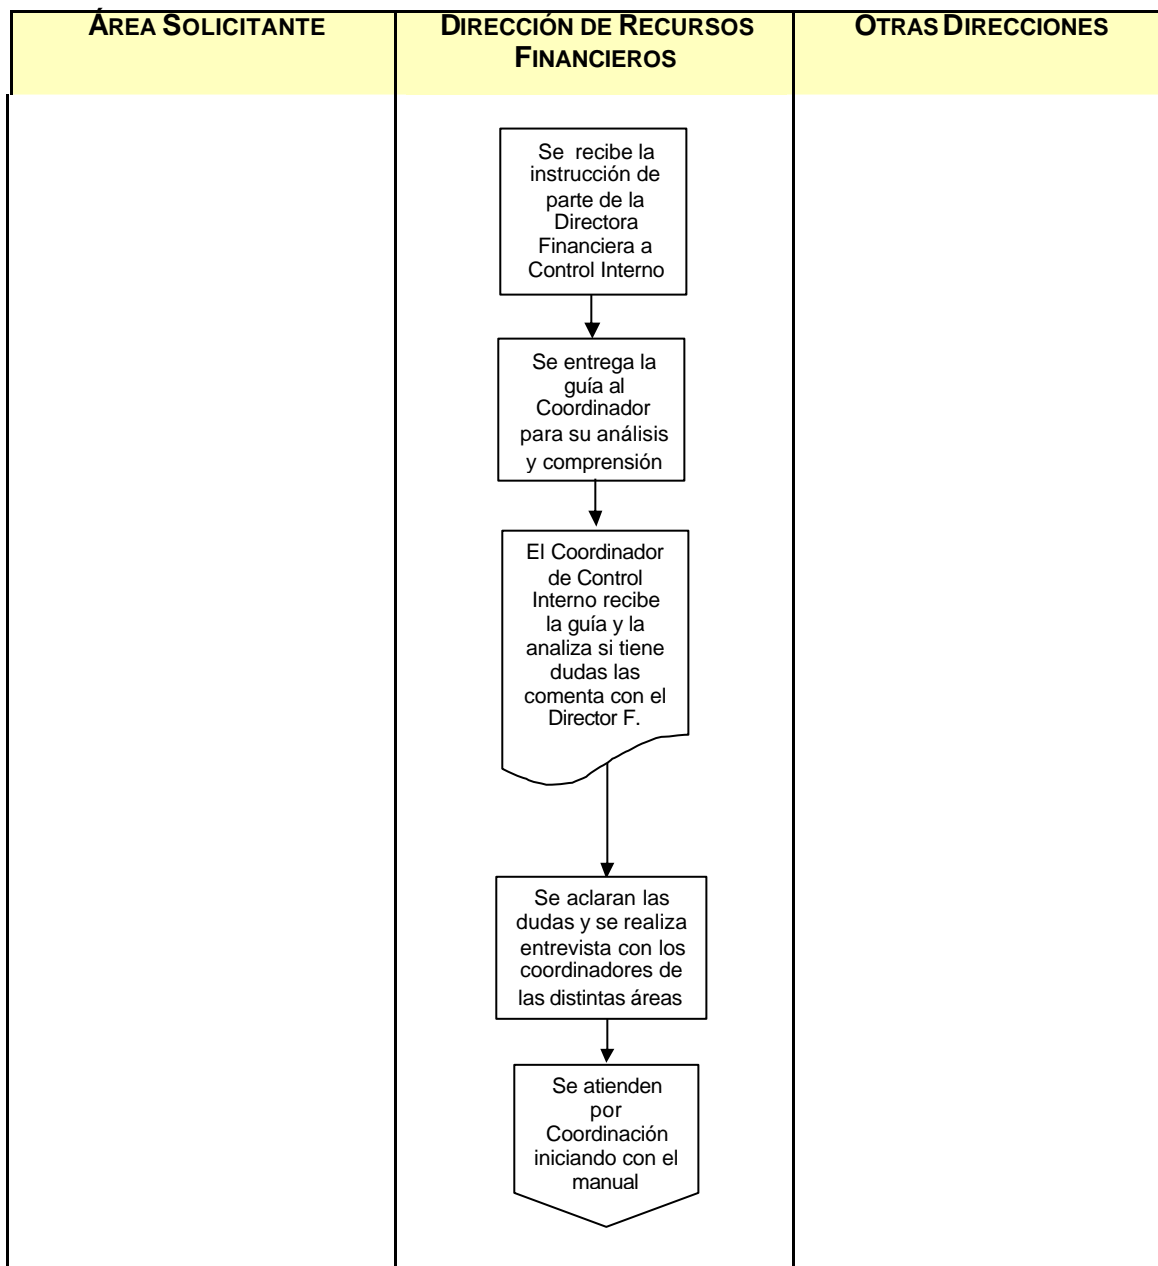 ÁREA SOLICITANTE
DIRECCIÓN DE RECURSOS
FINANCIEROS
OTRAS DIRECCIONES
Se recibe la
instrucción de
parte de la
Directora
Financiera a
Control Interno
Se entrega la
guía al
Coordinador
para su análisis
y comprensión
El Coordinador
de Control
Interno recibe
la guía y la
analiza si tiene
dudas las
comenta con el
Director F.
Se aclaran las
dudas y se realiza
entrevista con los
coordinadores de
las distintas áreas
Se atienden
por
Coordinación
iniciando con el
manual